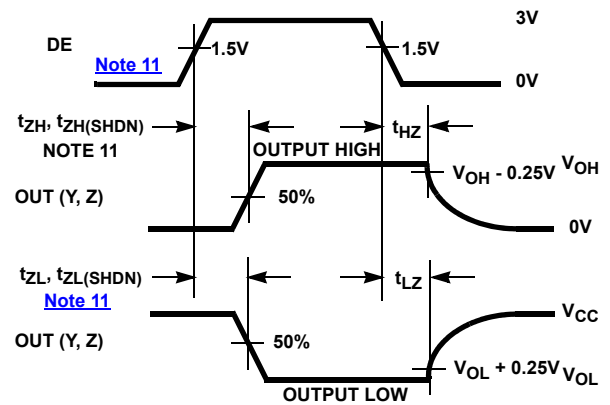 3V
DE
1.5V
1.5V
Note 11
0V
tZH, tZH(SHDN)
NOTE 11
tHZ
OUTPUT HIGH
VOH - 0.25V
VOH
OUT (Y, Z)
50%
0V
tZL, tZL(SHDN)
Note 11
tLZ
VCC
OUT (Y, Z)
50%
VOL + 0.25V
VOL
OUTPUT LOW